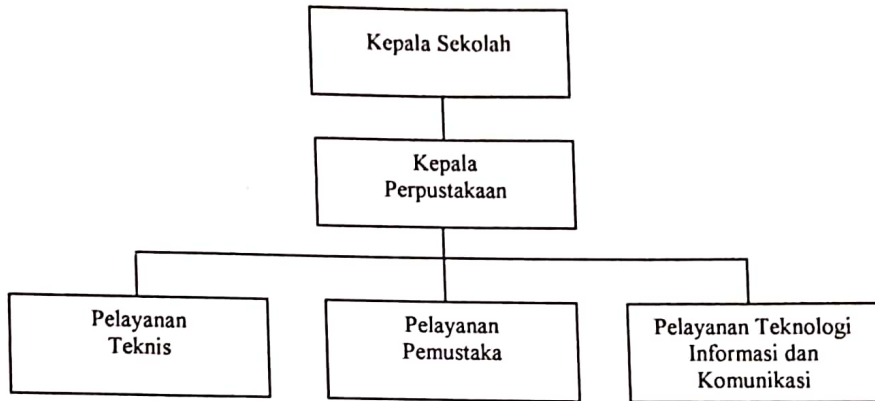 Kepala Sekolah
Kepala
Perpustakaan
Pelayanan
Teknis
Pelayanan
Pemustaka
Pelayanan Teknologi
Informasi dan
Komunikasi